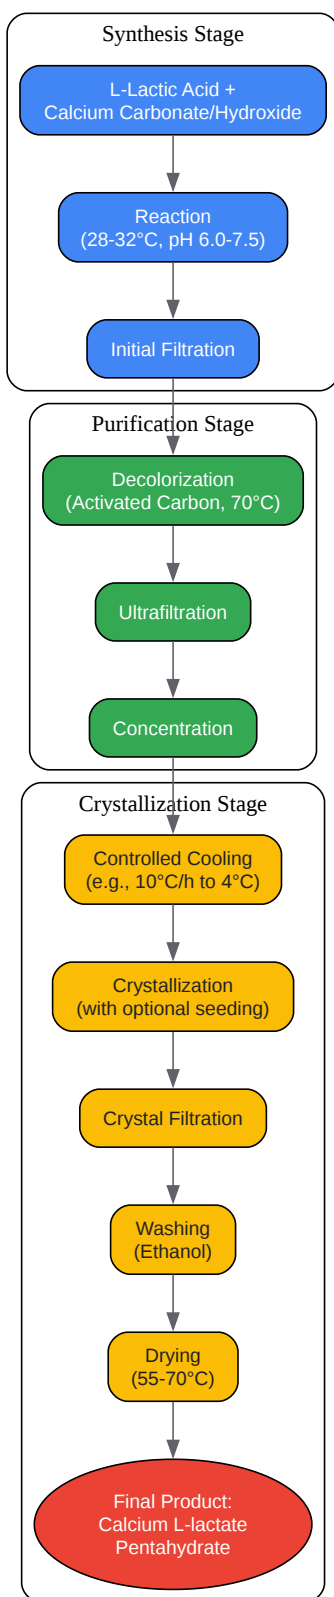 Synthesis Stage
L-Lactic Acid +
Calcium Carbonate/Hydroxide
Reaction
(28-32°C, pH 6.0-7.5)
Initial Filtration
Purification Stage
Decolorization
(Activated Carbon, 70°C)
Ultrafiltration
Concentration
Crystallization Stage
Controlled Cooling
(e.g., 10°C/h to 4°C)
Crystallization
(with optional seeding)
Crystal Filtration
Washing
(Ethanol)
Drying
(55-70°C)
Final Product:
Calcium L-lactate
Pentahydrate